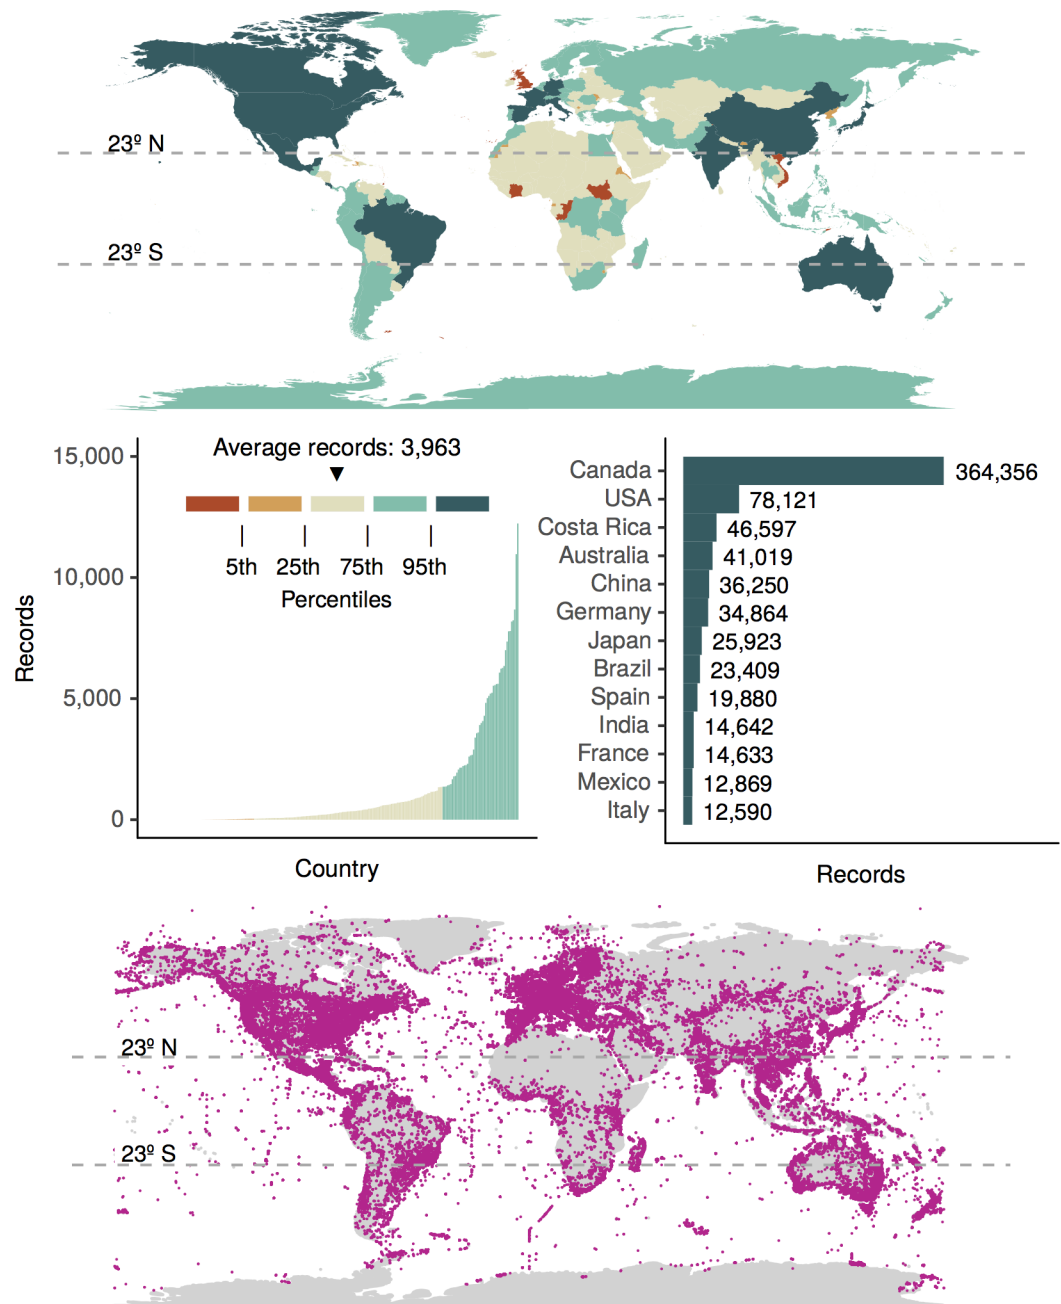 23º N
23º S
Average records: 3,963
5th 25th 75th 95th
Percentiles
15,000
10,000
5,000
0
Records
Country
Canada 364,356
USA 78,121
Costa Rica 46,597
Australia 41,019
China 36,250
Germany 34,864
Japan 25,923
Brazil 23,409
Spain 19,880
India 14,642
France 14,633
Mexico 12,869
Italy 12,590
Records
23º N
23º S